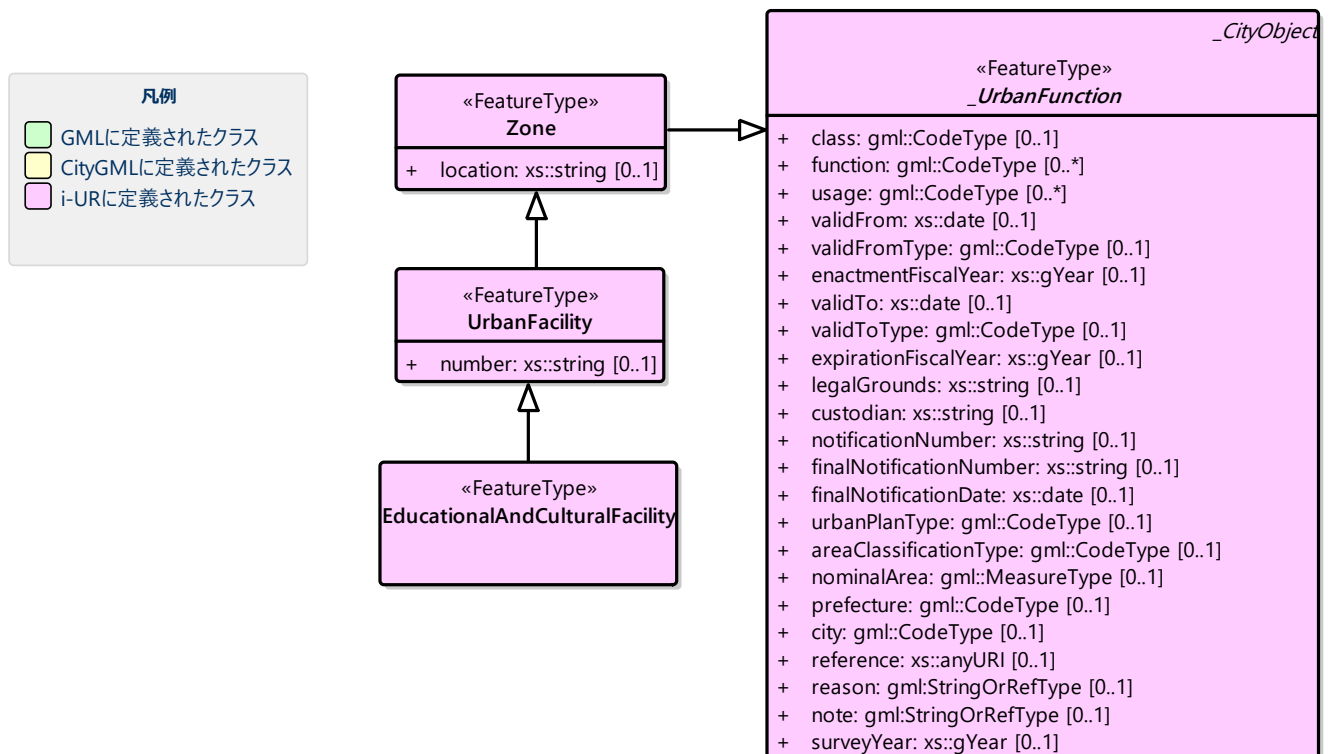 凡例
GMLに定義されたクラス
CityGMLに定義されたクラス
i-URに定義されたクラス
«FeatureType»
Zone
+ location: xs::string [0..1]
«FeatureType»
UrbanFacility
+ number: xs::string [0..1]
«FeatureType»
EducationalAndCulturalFacility
_CityObject
«FeatureType»
_UrbanFunction
+ class: gml::CodeType [0..1]
+ function: gml::CodeType [0..*]
+ usage: gml::CodeType [0..*]
+ validFrom: xs::date [0..1]
+ validFromType: gml::CodeType [0..1]
+ enactmentFiscalYear: xs::gYear [0..1]
+ validTo: xs::date [0..1]
+ validToType: gml::CodeType [0..1]
+ expirationFiscalYear: xs::gYear [0..1]
+ legalGrounds: xs::string [0..1]
+ custodian: xs::string [0..1]
+ notificationNumber: xs::string [0..1]
+ finalNotificationNumber: xs::string [0..1]
+ finalNotificationDate: xs::date [0..1]
+ urbanPlanType: gml::CodeType [0..1]
+ areaClassificationType: gml::CodeType [0..1]
+ nominalArea: gml::MeasureType [0..1]
+ prefecture: gml::CodeType [0..1]
+ city: gml::CodeType [0..1]
+ reference: xs::anyURI [0..1]
+ reason: gml:StringOrRefType [0..1]
+ note: gml:StringOrRefType [0..1]
+ surveyYear: xs::gYear [0..1]